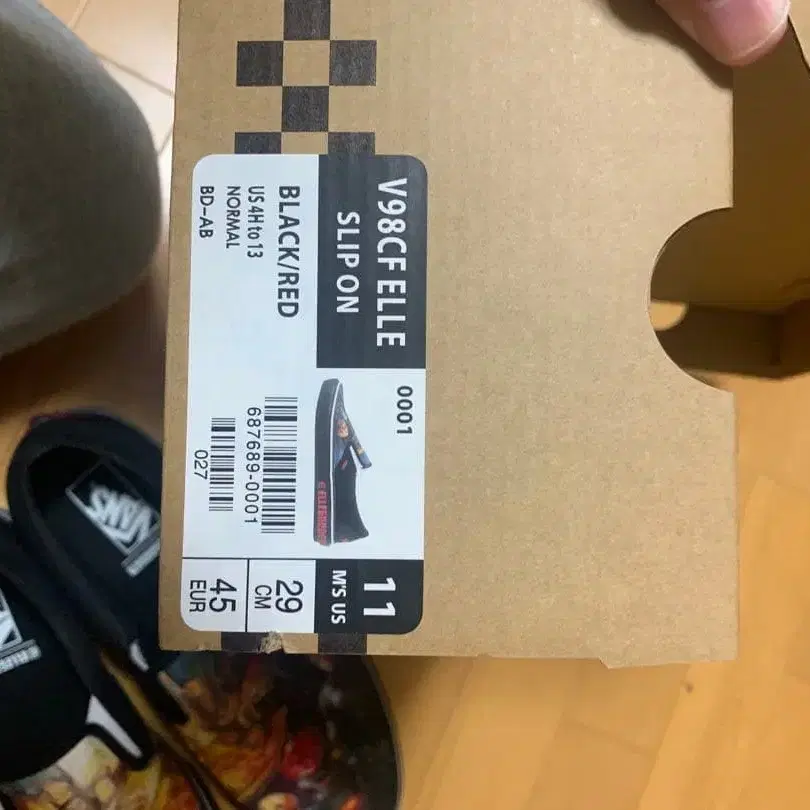 V98CF ELLE
SLIP ON
BLACK/RED
US 4H to 13
NORMAL
BD-AB
0001
687689-0001
027
11
M'S US
29
CM
45
EUR
VANS